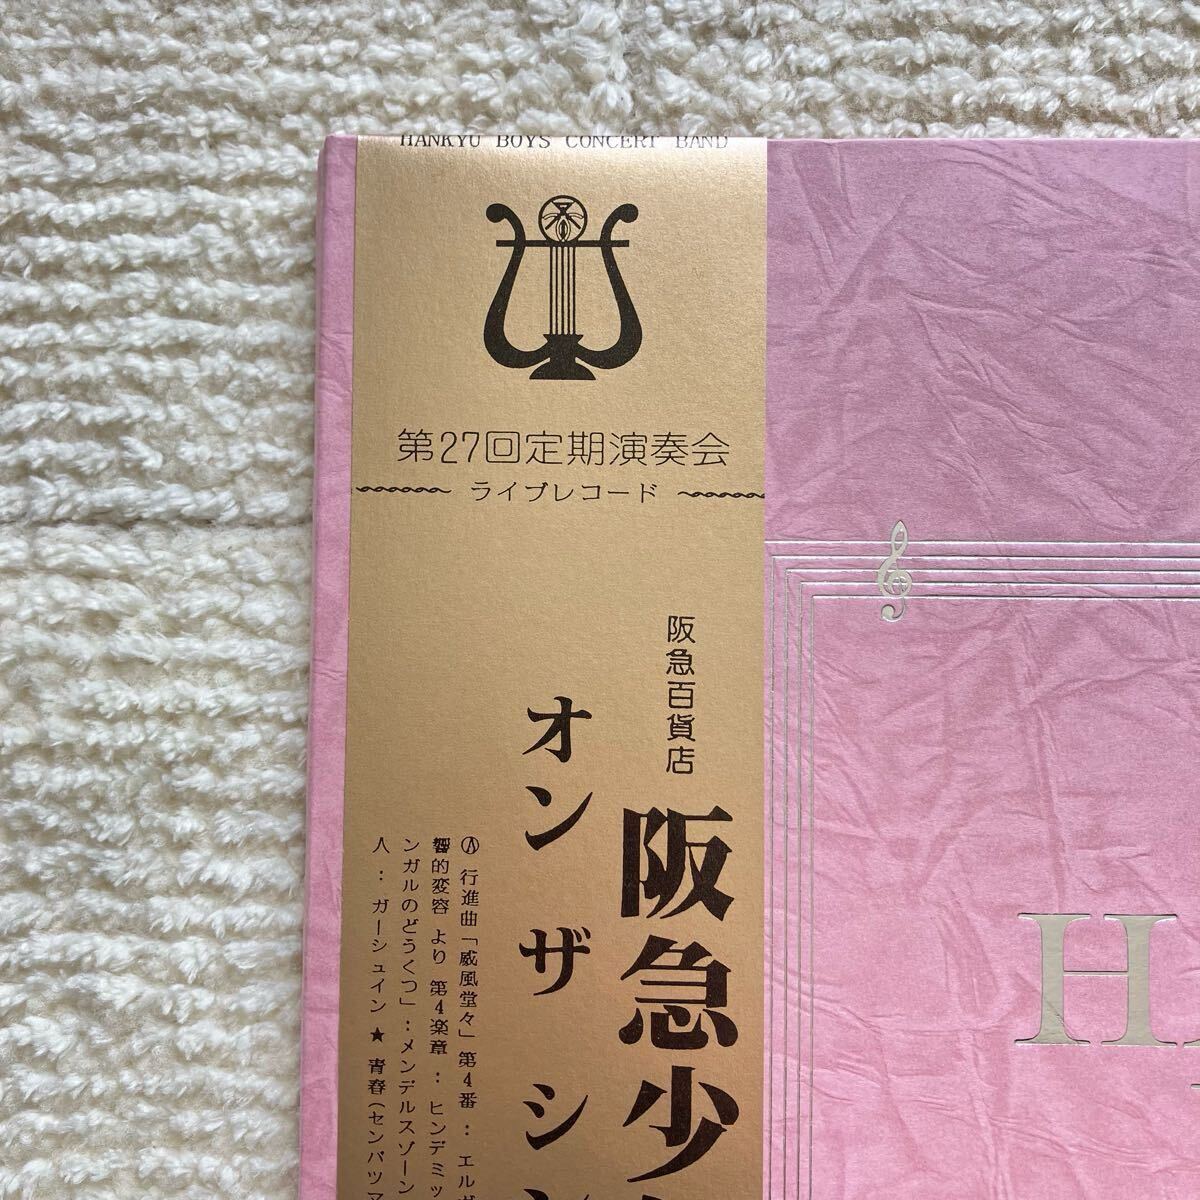 HANKYU BOYS CONCERT BAND
第27回定期演奏会
ライブレコード
阪急百貨店
阪急少
オン ザ シン
Ⓐ 行進曲「威風堂々」第4番：エルガ
響的変容 より 第4楽章：ヒンデミッ
ンガルのどうくつ」：メンデルスゾーン
人：ガーシュイン ★ 青春（センバツマ
H